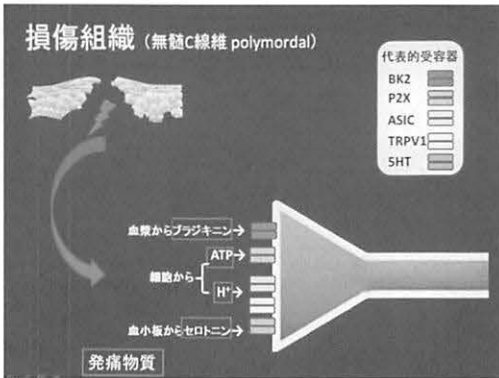 損傷組織（無髄C線維 polymordal）
代表的受容器
BK2
P2X
ASIC
TRPV1
5HT
血漿からブラジキニン→
ATP→
細胞から
H⁺→
血小板からセロトニン→
発痛物質